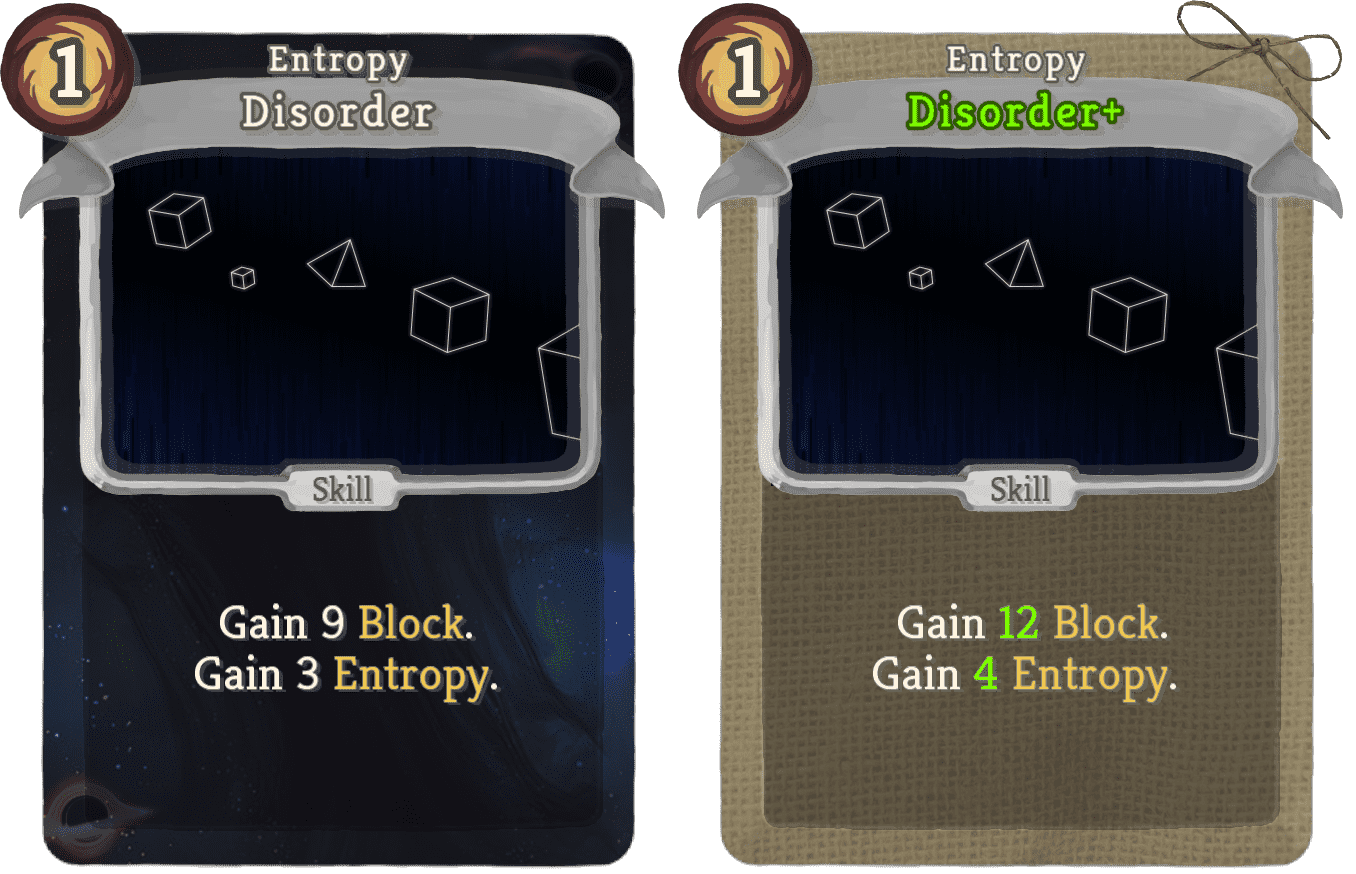 1
Entropy
Disorder
Skill
Gain 9 Block.
Gain 3 Entropy.
1
Entropy
Disorder+
Skill
Gain 12 Block.
Gain 4 Entropy.